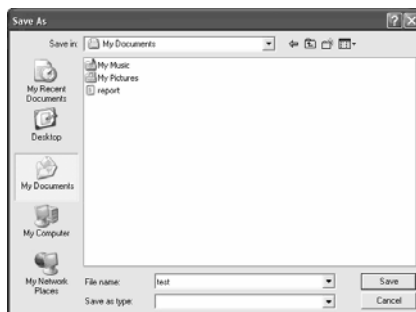 Save As
Save in: My Documents
My Music
My Pictures
report
My Recent
Documents
Desktop
My Documents
My Computer
My Network
Places
File name: test Save
Save as type: Cancel